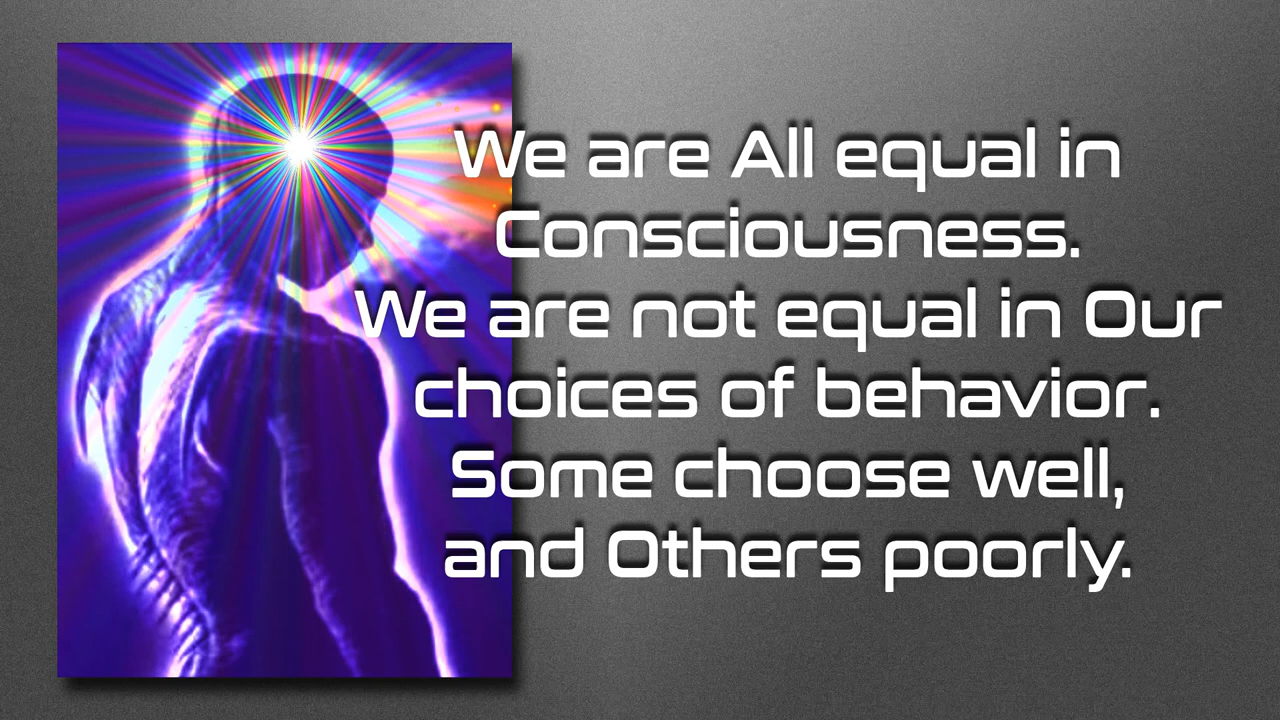 We are All equal in
Consciousness.
We are not equal in Our
choices of behavior.
Some choose well,
and Others poorly.